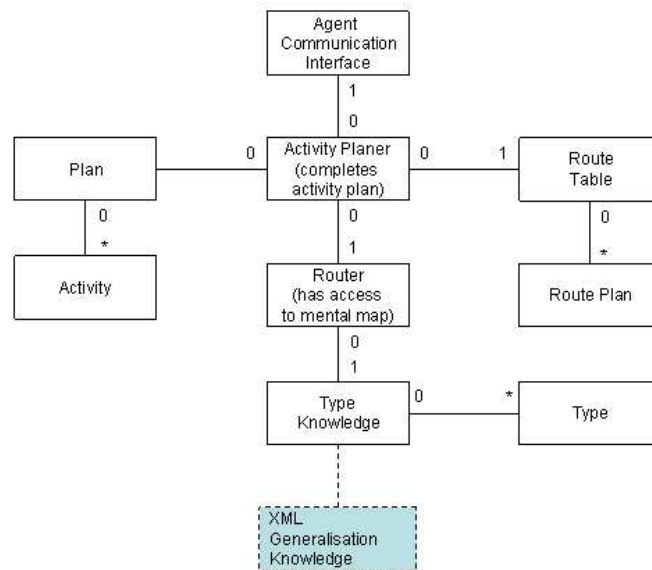 Agent
Communication
Interface
1
0
Plan
0
Activity Planer
(completes
activity plan)
0
1
Route
Table
0
*
Activity
0
1
Router
(has access
to mental map)
0
*
Route Plan
0
1
Type
Knowledge
0
*
Type
XML
Generalisation
Knowledge